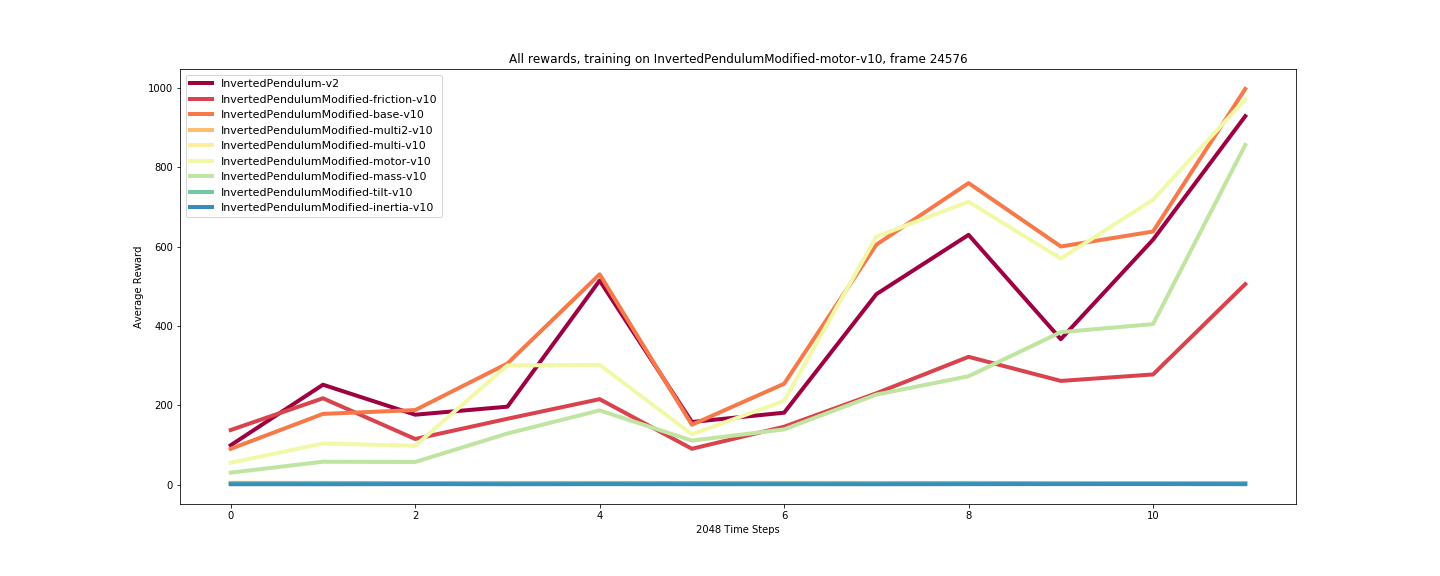 All rewards, training on InvertedPendulumModified-motor-v10, frame 24576
InvertedPendulum-v2
InvertedPendulumModified-friction-v10
InvertedPendulumModified-base-v10
InvertedPendulumModified-multi2-v10
InvertedPendulumModified-multi-v10
InvertedPendulumModified-motor-v10
InvertedPendulumModified-mass-v10
InvertedPendulumModified-tilt-v10
InvertedPendulumModified-inertia-v10
1000
800
600
400
200
0
Average Reward
0 2 4 6 8 10
2048 Time Steps